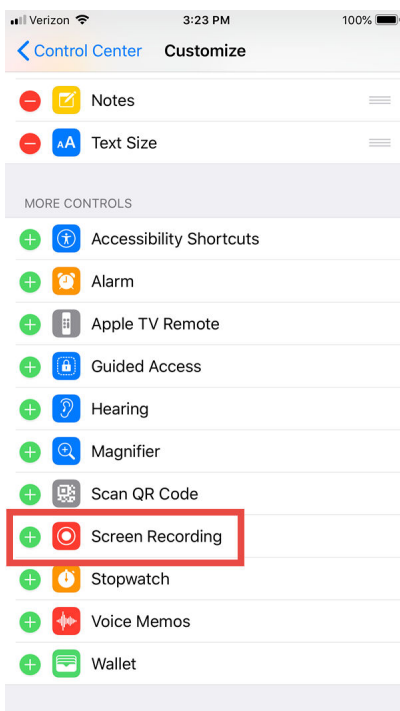 Verizon 3:23 PM 100%
Control Center Customize
Notes
AA Text Size
MORE CONTROLS
Accessibility Shortcuts
Alarm
Apple TV Remote
Guided Access
Hearing
Magnifier
Scan QR Code
Screen Recording
Stopwatch
Voice Memos
Wallet